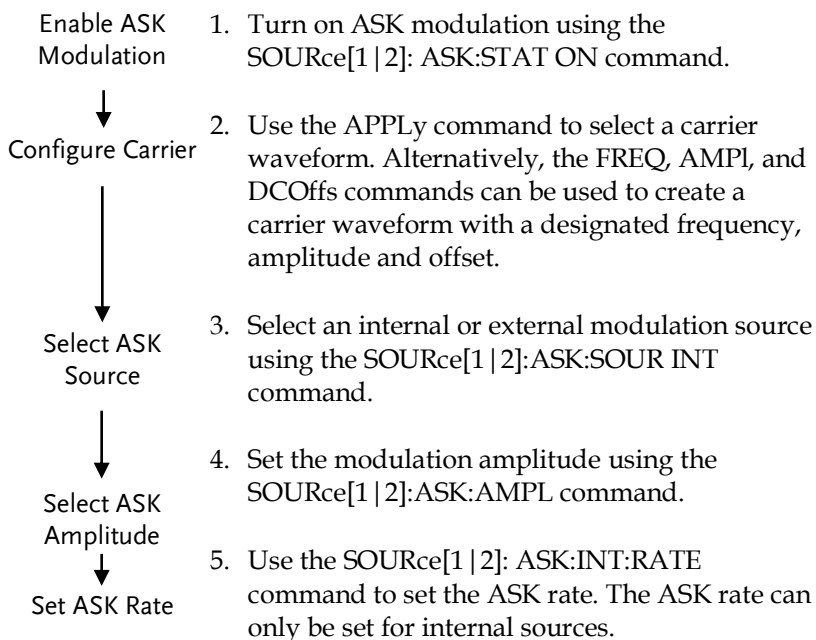 Enable ASK
Modulation
1. Turn on ASK modulation using the
SOURce[1|2]: ASK:STAT ON command.
Configure Carrier
2. Use the APPLy command to select a carrier
waveform. Alternatively, the FREQ, AMPl, and
DCOffs commands can be used to create a
carrier waveform with a designated frequency,
amplitude and offset.
Select ASK
Source
3. Select an internal or external modulation source
using the SOURce[1|2]:ASK:SOUR INT
command.
Select ASK
Amplitude
4. Set the modulation amplitude using the
SOURce[1|2]:ASK:AMPL command.
Set ASK Rate
5. Use the SOURce[1|2]: ASK:INT:RATE
command to set the ASK rate. The ASK rate can
only be set for internal sources.